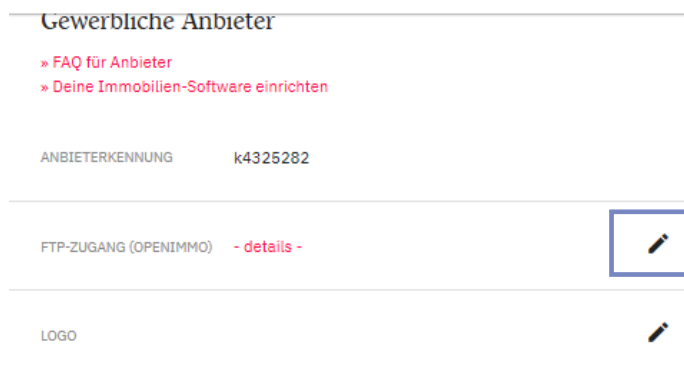 Gewerbliche Anbieter
» FAQ für Anbieter
» Deine Immobilien-Software einrichten
ANBIETERKENNUNG k4325282
FTP-ZUGANG (OPENIMMO) - details -
LOGO